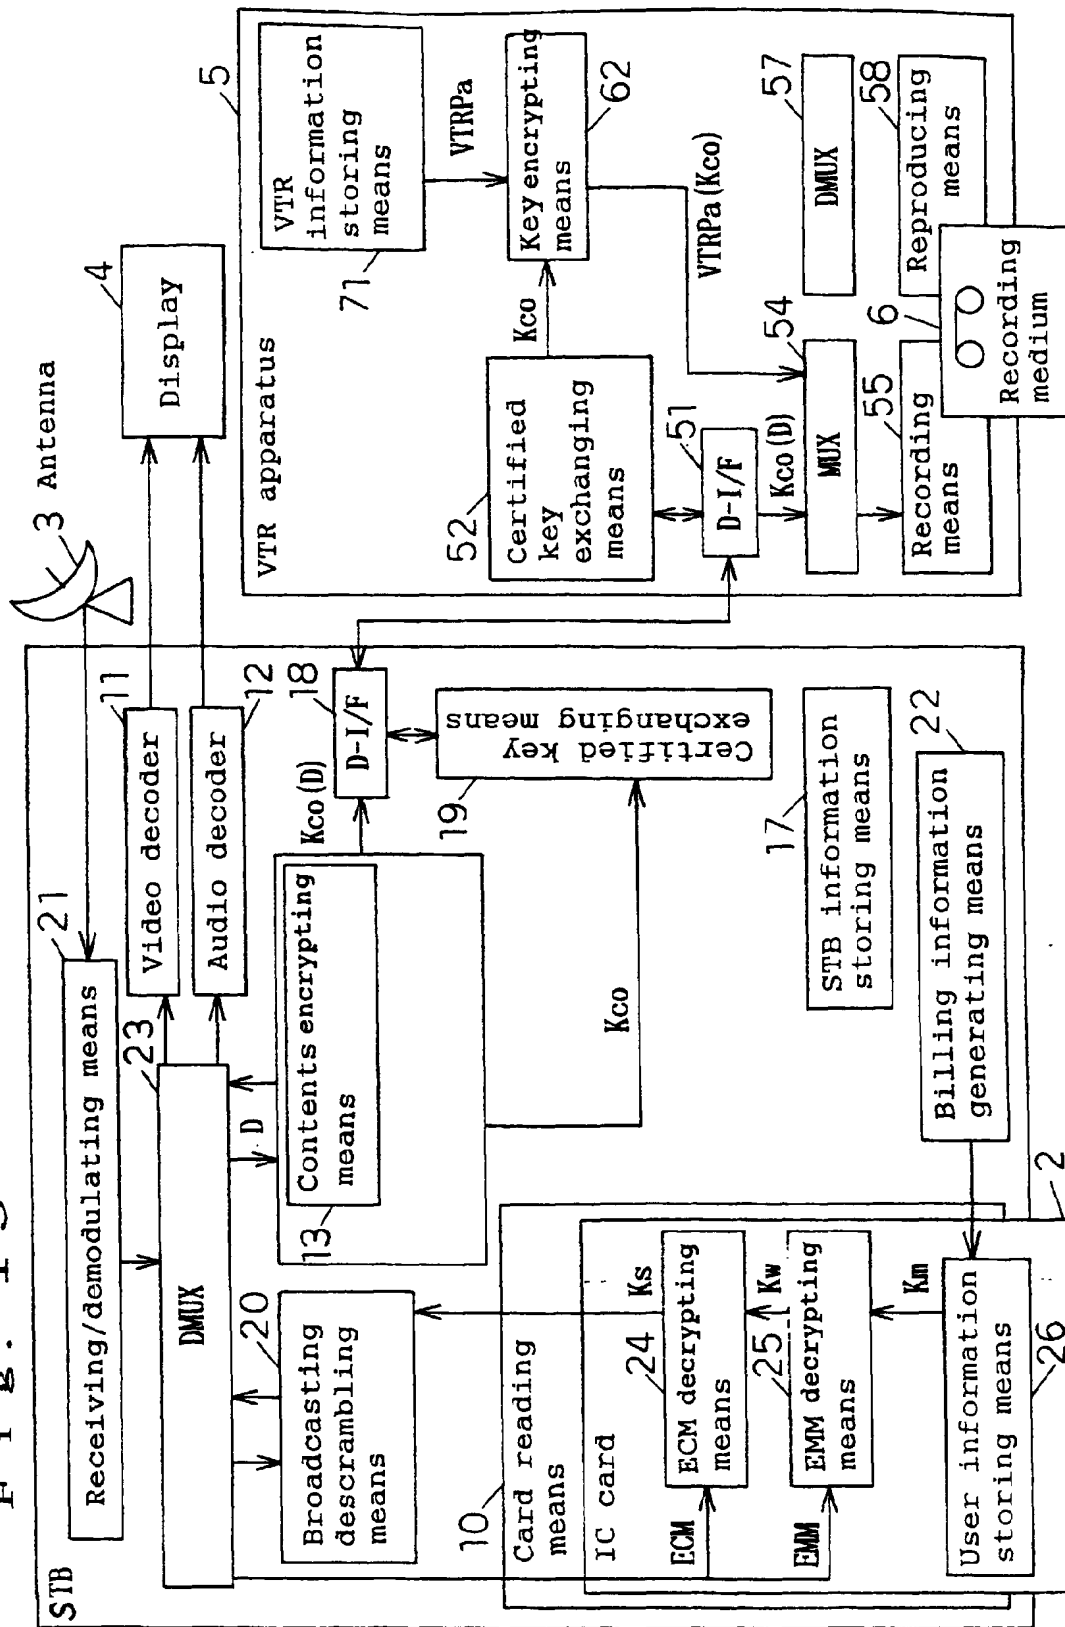 STB
Receiving/demodulating means
21
DMUX
23
Video decoder
11
Audio decoder
12
3
Antenna
Display
4
Broadcasting
descrambling
means
20
D
Contents encrypting
means
13
Kco(D)
D-I/F
18
Certified key
exchanging means
19
Kco
STB information
storing means
17
Billing information
generating means
22
Card reading
means
10
IC card
2
ECM
ECM decrypting
means
24
Ks
EMM
EMM decrypting
means
25
Kw
Km
User information
storing means
26
VTR apparatus
5
VTR
information
storing
means
71
VTRPa
Key encrypting
means
62
Kco
Certified
key
exchanging
means
52
VTRPa(Kco)
D-I/F
51
Kco(D)
MUX
54
DMUX
57
Recording
means
55
Reproducing
means
58
Recording
medium
6